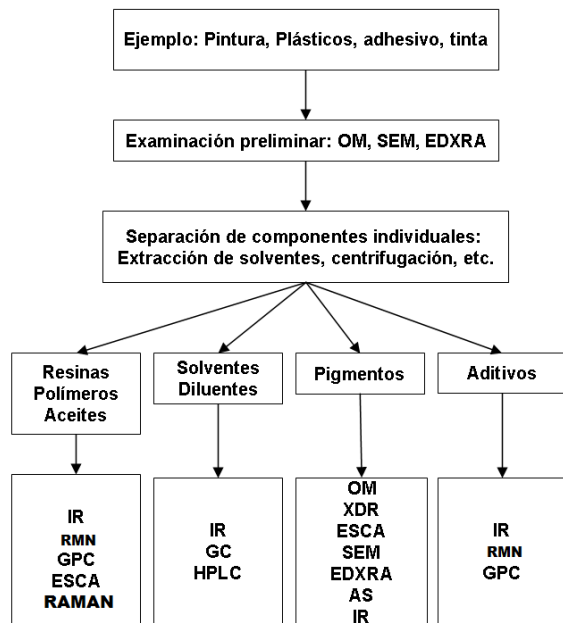 Ejemplo: Pintura, Plásticos, adhesivo, tinta
Examinación preliminar: OM, SEM, EDXRA
Separación de componentes individuales:
Extracción de solventes, centrifugación, etc.
Resinas
Polímeros
Aceites
Solventes
Diluentes
Pigmentos
Aditivos
IR
RMN
GPC
ESCA
RAMAN
IR
GC
HPLC
OM
XDR
ESCA
SEM
EDXRA
AS
IR
IR
RMN
GPC